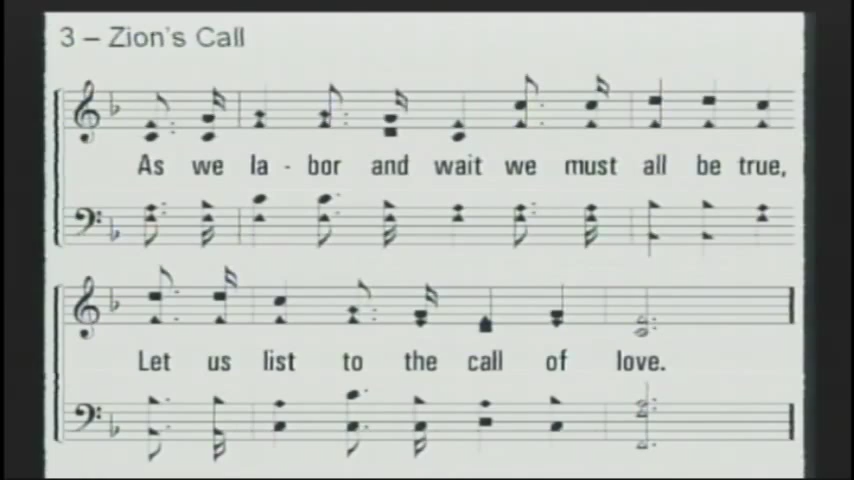 3 – Zion's Call
As we la - bor and wait we must all be true,
Let us list to the call of love.